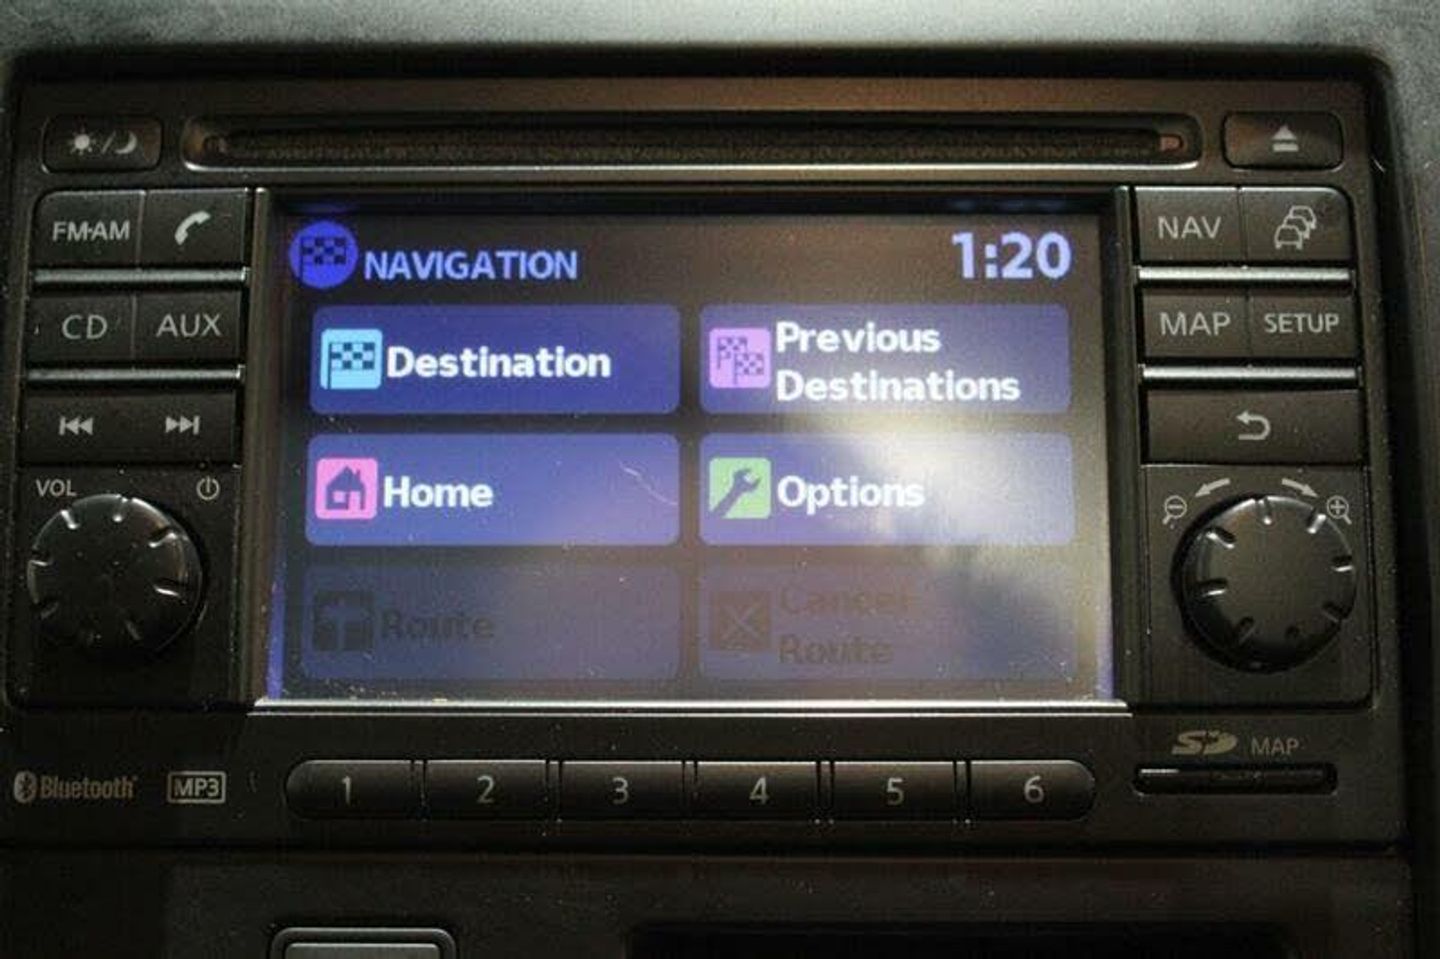 FM·AM
NAVIGATION
1:20
NAV
CD
AUX
Destination
Previous
Destinations
MAP
SETUP
Home
Options
VOL
Route
Cancel
Route
SD MAP
Bluetooth
MP3
1 2 3 4 5 6